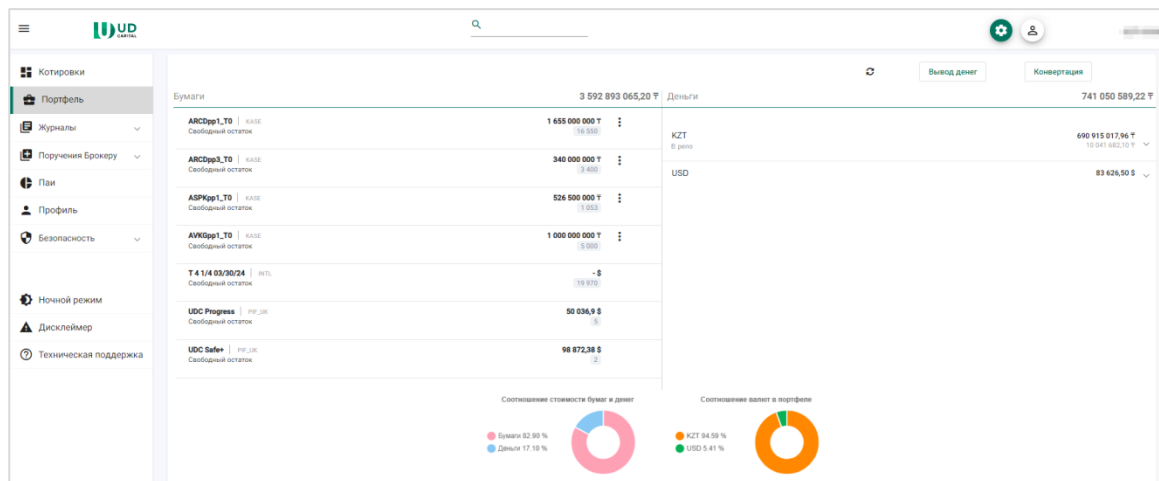 UD
CAPITAL
Котировки
Портфель
Журналы
Поручения Брокеру
Паи
Профиль
Безопасность
Ночной режим
Дисклеймер
Техническая поддержка
Вывод денег
Конвертация
Бумаги 3 592 893 065,20 ₸
Деньги 741 050 589,22 ₸
ARCDpp1_T0 KASE 1 655 000 000 ₸
Свободный остаток 16 550
ARCDpp3_T0 KASE 340 000 000 ₸
Свободный остаток 3 400
ASPKpp1_T0 KASE 526 500 000 ₸
Свободный остаток 1 053
AVKGpp1_T0 KASE 1 000 000 000 ₸
Свободный остаток 5 000
T 4 1/4 03/30/24 INTL - $
Свободный остаток 19 970
UDC Progress PIF_UK 50 036,9 $
Свободный остаток 5
UDC Safe+ PIF_UK 98 872,38 $
Свободный остаток 2
KZT 690 915 017,96 ₸
В репо 10 041 682,10 ₸
USD 83 626,50 $
Соотношение стоимости бумаг и денег
Бумаги 82.90 %
Деньги 17.10 %
Соотношение валют в портфеле
KZT 94.59 %
USD 5.41 %